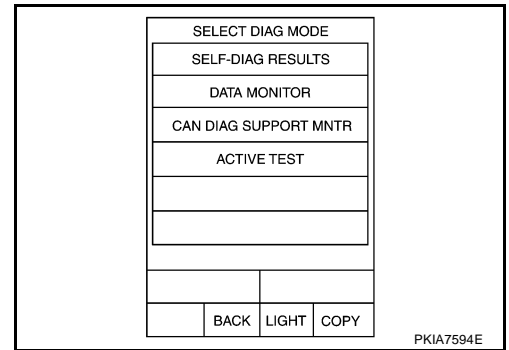 SELECT DIAG MODE
SELF-DIAG RESULTS
DATA MONITOR
CAN DIAG SUPPORT MNTR
ACTIVE TEST
BACK LIGHT COPY
PKIA7594E